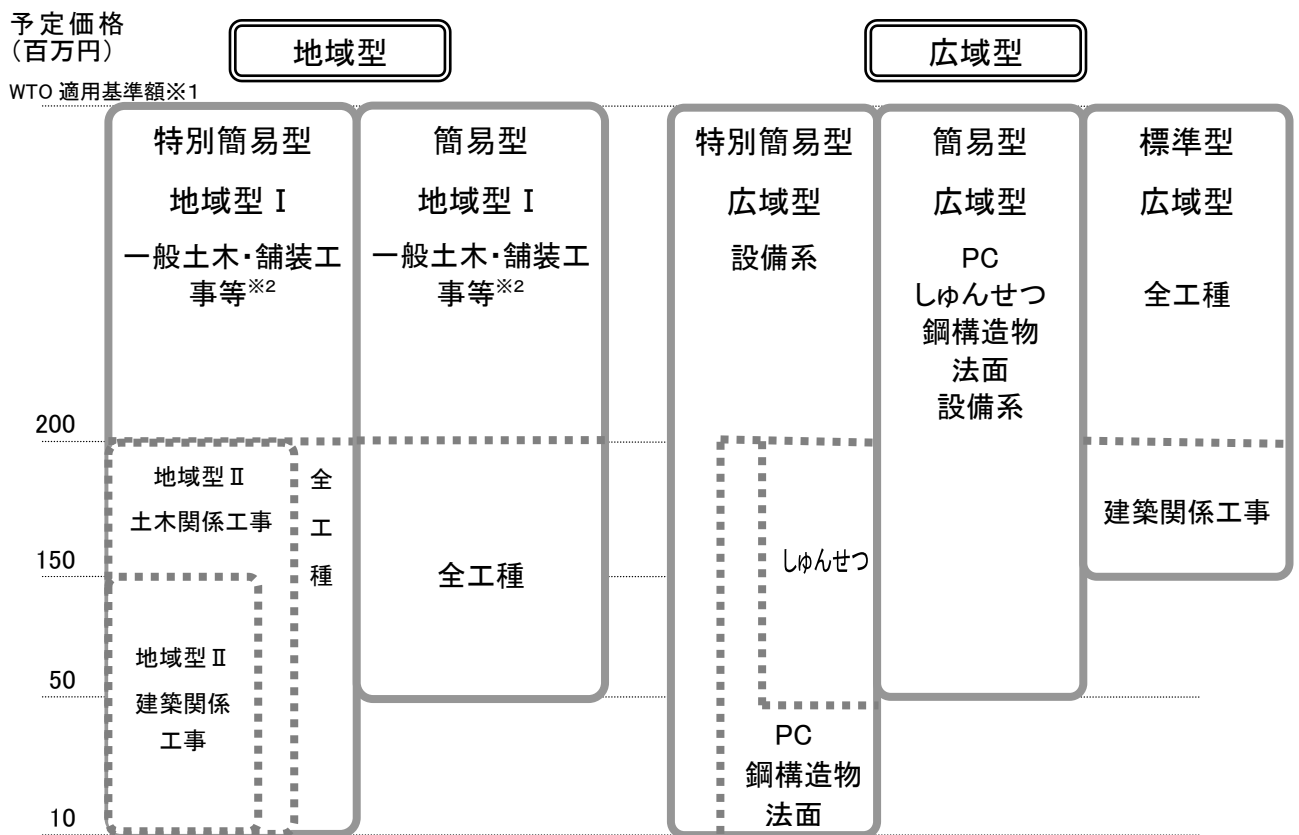 予定価格
(百万円)
地域型
広域型
WTO 適用基準額※1
特別簡易型
地域型Ⅰ
一般土木・舗装工
事等※2
簡易型
地域型Ⅰ
一般土木・舗装工
事等※2
特別簡易型
広域型
設備系
簡易型
広域型
PC
しゅんせつ
鋼構造物
法面
設備系
標準型
広域型
全工種
200
地域型Ⅱ
土木関係工事
全
工
種
150
全工種
しゅんせつ
建築関係工事
地域型Ⅱ
建築関係
工事
50
PC
鋼構造物
法面
10